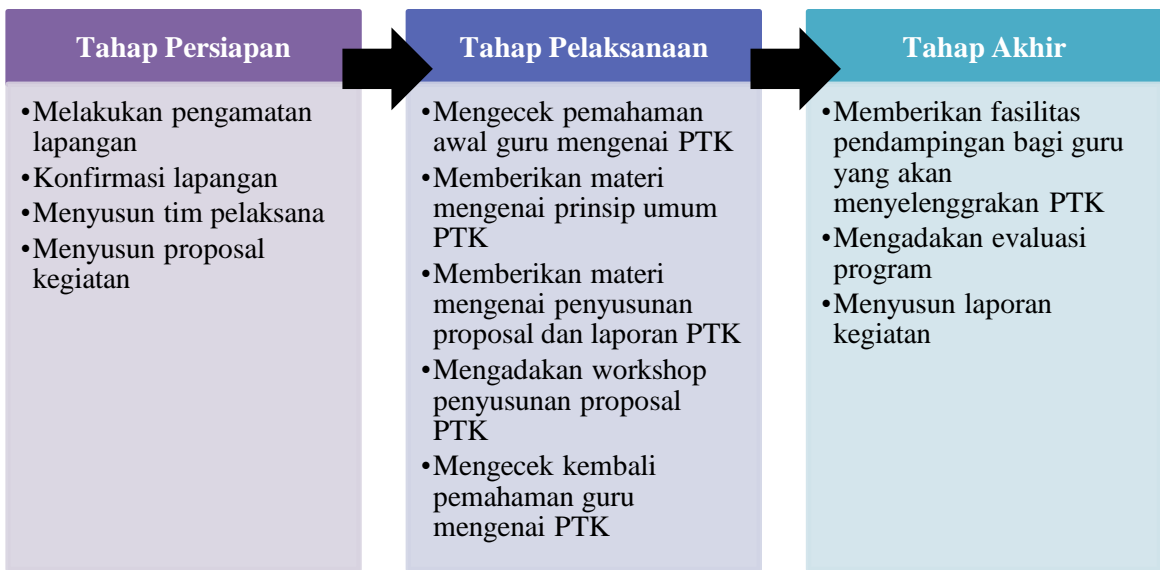 Tahap Persiapan
•Melakukan pengamatan
lapangan
•Konfirmasi lapangan
•Menyusun tim pelaksana
•Menyusun proposal
kegiatan
Tahap Pelaksanaan
•Mengecek pemahaman
awal guru mengenai PTK
•Memberikan materi
mengenai prinsip umum
PTK
•Memberikan materi
mengenai penyusunan
proposal dan laporan PTK
•Mengadakan workshop
penyusunan proposal
PTK
•Mengecek kembali
pemahaman guru
mengenai PTK
Tahap Akhir
•Memberikan fasilitas
pendampingan bagi guru
yang akan
menyelenggrakan PTK
•Mengadakan evaluasi
program
•Menyusun laporan
kegiatan